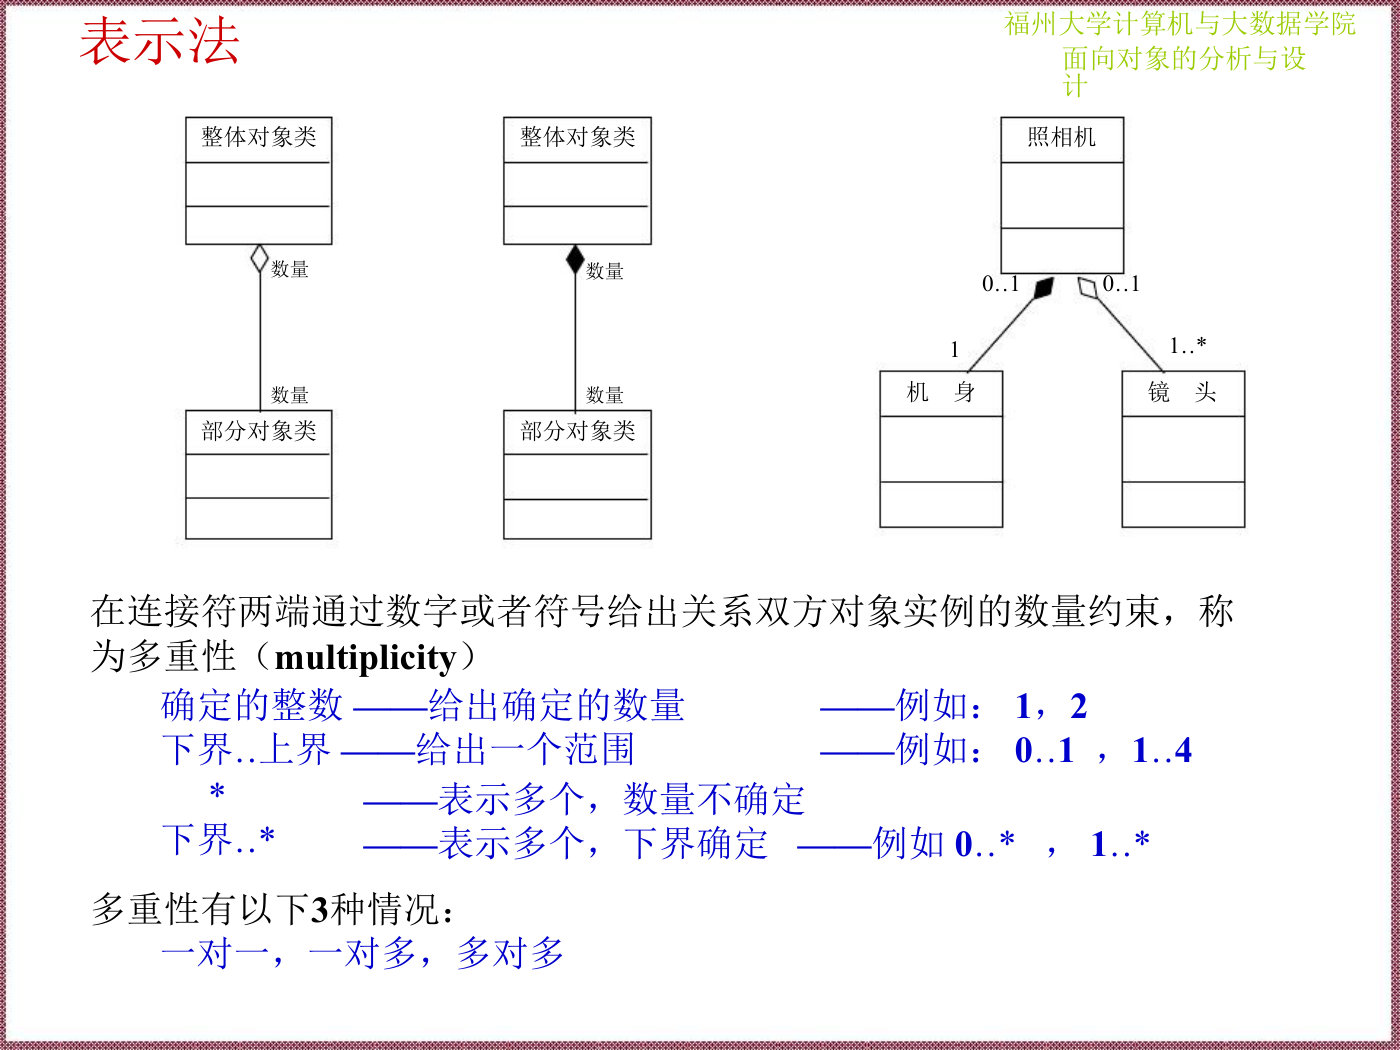 表示法
福州大学计算机与大数据学院
面向对象的分析与设
计
整体对象类
整体对象类
照相机
数量
数量
0..1
0..1
1
1..*
数量
数量
机 身
镜 头
部分对象类
部分对象类
在连接符两端通过数字或者符号给出关系双方对象实例的数量约束，称
为多重性（multiplicity）
确定的整数 ——给出确定的数量 ——例如： 1，2
下界..上界 ——给出一个范围 ——例如： 0..1 ，1..4
* ——表示多个，数量不确定
下界..* ——表示多个，下界确定 ——例如 0..* ， 1..*
多重性有以下3种情况：
一对一，一对多，多对多